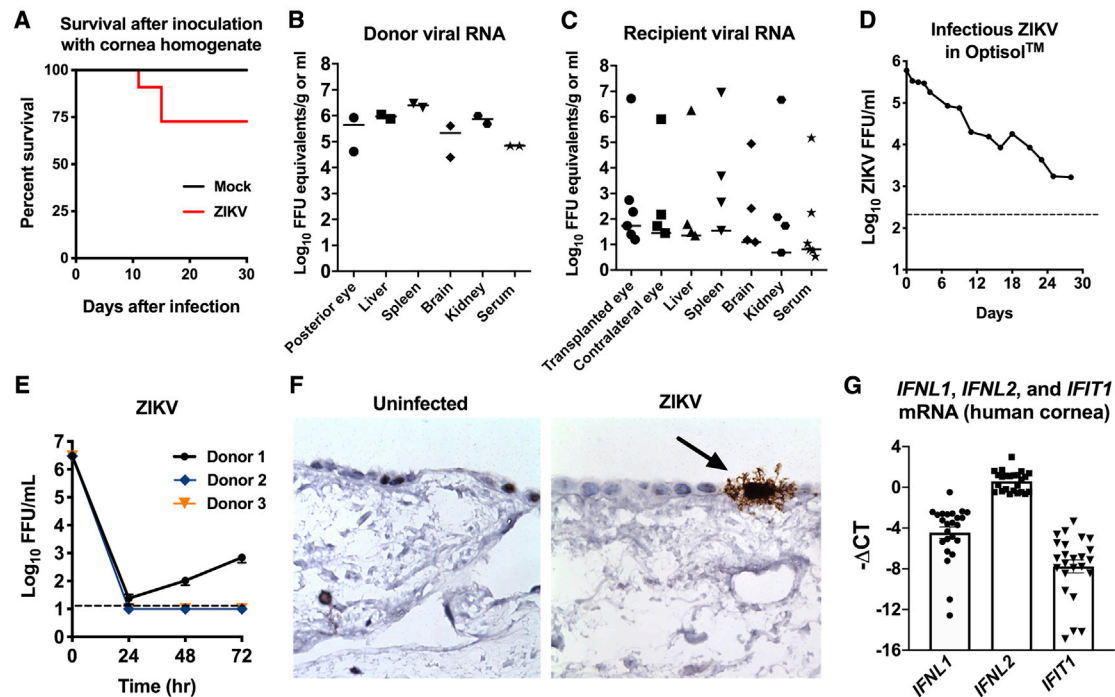 A
Survival after inoculation
with cornea homogenate
Percent survival
100
75
50
25
0
Mock
ZIKV
0 10 20 30
Days after infection
B
Donor viral RNA
Log10 FFU equivalents/g or ml
8
7
6
5
4
3
2
1
0
Posterior eye
Liver
Spleen
Brain
Kidney
Serum
C
Recipient viral RNA
Log10 FFU equivalents/g or ml
8
7
6
5
4
3
2
1
0
Transplanted eye
Contralateral eye
Liver
Spleen
Brain
Kidney
Serum
D
Infectious ZIKV
in Optisol™
Log10 ZIKV FFU/ml
6
5
4
3
2
1
0 6 12 18 24 30
Days
E
ZIKV
Log10 FFU/mL
7
6
5
4
3
2
1
0
Donor 1
Donor 2
Donor 3
0 24 48 72
Time (hr)
F
Uninfected
ZIKV
G
IFNL1, IFNL2, and IFIT1
mRNA (human cornea)
-ΔCT
4
0
-4
-8
-12
-16
IFNL1
IFNL2
IFIT1